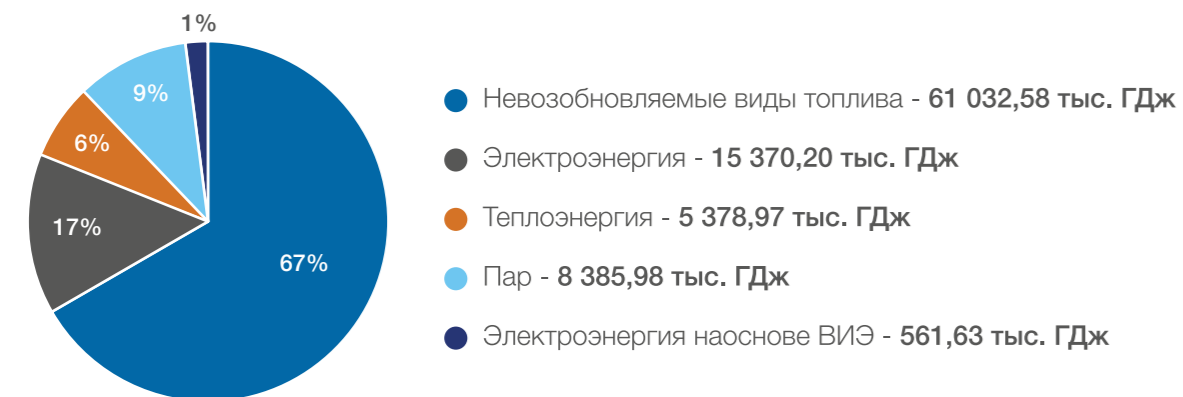 1%
9%
6%
17%
67%
Невозобновляемые виды топлива - 61 032,58 тыс. ГДж
Электроэнергия - 15 370,20 тыс. ГДж
Теплоэнергия - 5 378,97 тыс. ГДж
Пар - 8 385,98 тыс. ГДж
Электроэнергия наоснове ВИЭ - 561,63 тыс. ГДж